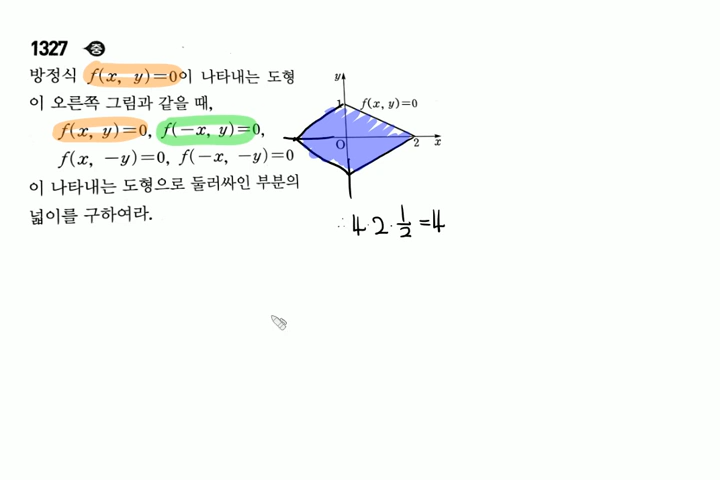 1327 중
방정식 f(x, y)=0이 나타내는 도형
이 오른쪽 그림과 같을 때,
f(x, y)=0, f(−x, y)=0,
f(x, −y)=0, f(−x, −y)=0
이 나타내는 도형으로 둘러싸인 부분의
넓이를 구하여라.
y
1 f(x, y)=0
O 2 x
∴ 4·2·1/2=4